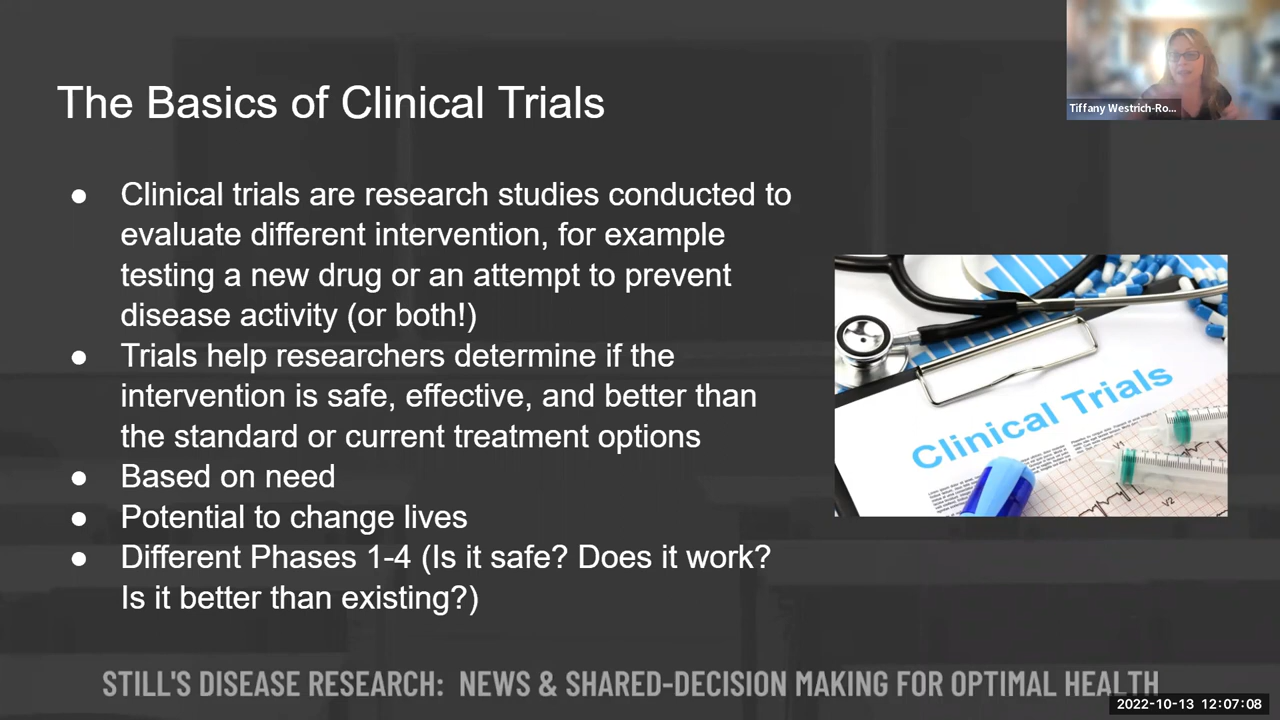 The Basics of Clinical Trials
Tiffany Westrich-Ro...
● Clinical trials are research studies conducted to
evaluate different intervention, for example
testing a new drug or an attempt to prevent
disease activity (or both!)
● Trials help researchers determine if the
intervention is safe, effective, and better than
the standard or current treatment options
● Based on need
● Potential to change lives
● Different Phases 1-4 (Is it safe? Does it work?
Is it better than existing?)
Clinical Trials
V1
V2
STILL'S DISEASE RESEARCH: NEWS & SHARED-DECISION MAKING FOR OPTIMAL HEALTH
2022-10-13 12:07:08